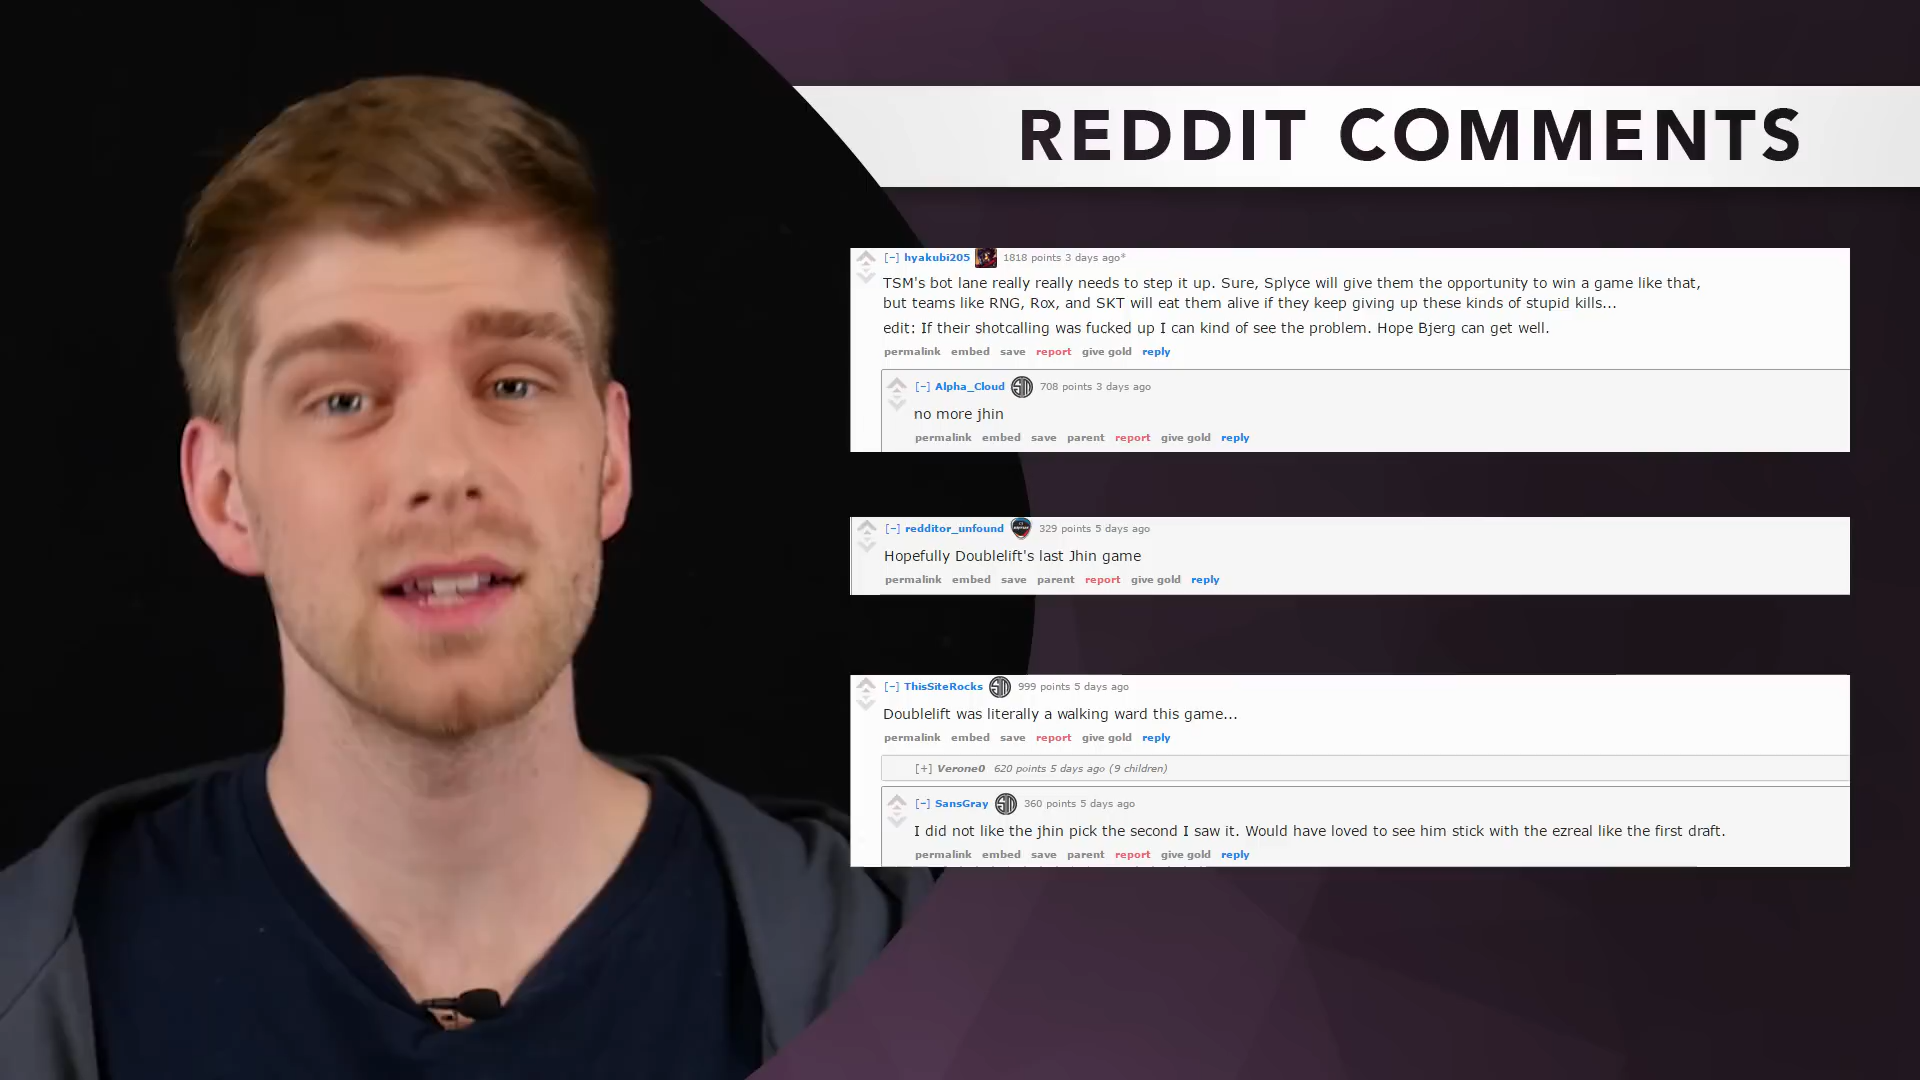 REDDIT COMMENTS
[–] hyakubi205 1818 points 3 days ago*
TSM's bot lane really really needs to step it up. Sure, Splyce will give them the opportunity to win a game like that,
but teams like RNG, Rox, and SKT will eat them alive if they keep giving up these kinds of stupid kills...
edit: If their shotcalling was fucked up I can kind of see the problem. Hope Bjerg can get well.
permalink embed save report give gold reply
[–] Alpha_Cloud 708 points 3 days ago
no more jhin
permalink embed save parent report give gold reply
[–] redditor_unfound 329 points 5 days ago
Hopefully Doublelift's last Jhin game
permalink embed save parent report give gold reply
[–] ThisSiteRocks 999 points 5 days ago
Doublelift was literally a walking ward this game...
permalink embed save report give gold reply
[+] Verone0 620 points 5 days ago (9 children)
[–] SansGray 360 points 5 days ago
I did not like the jhin pick the second I saw it. Would have loved to see him stick with the ezreal like the first draft.
permalink embed save parent report give gold reply